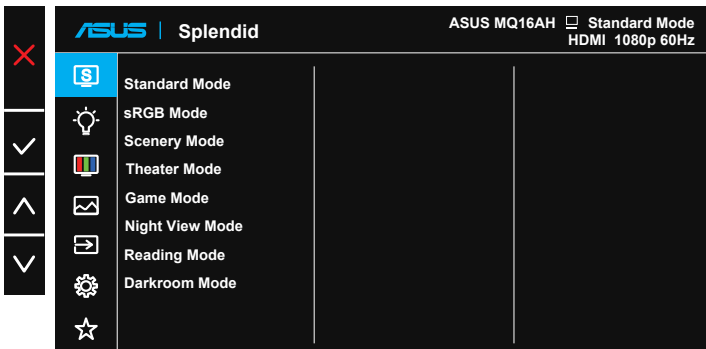 ASUS Splendid
ASUS MQ16AH Standard Mode
HDMI 1080p 60Hz
S
Standard Mode
sRGB Mode
Scenery Mode
Theater Mode
Game Mode
Night View Mode
Reading Mode
Darkroom Mode